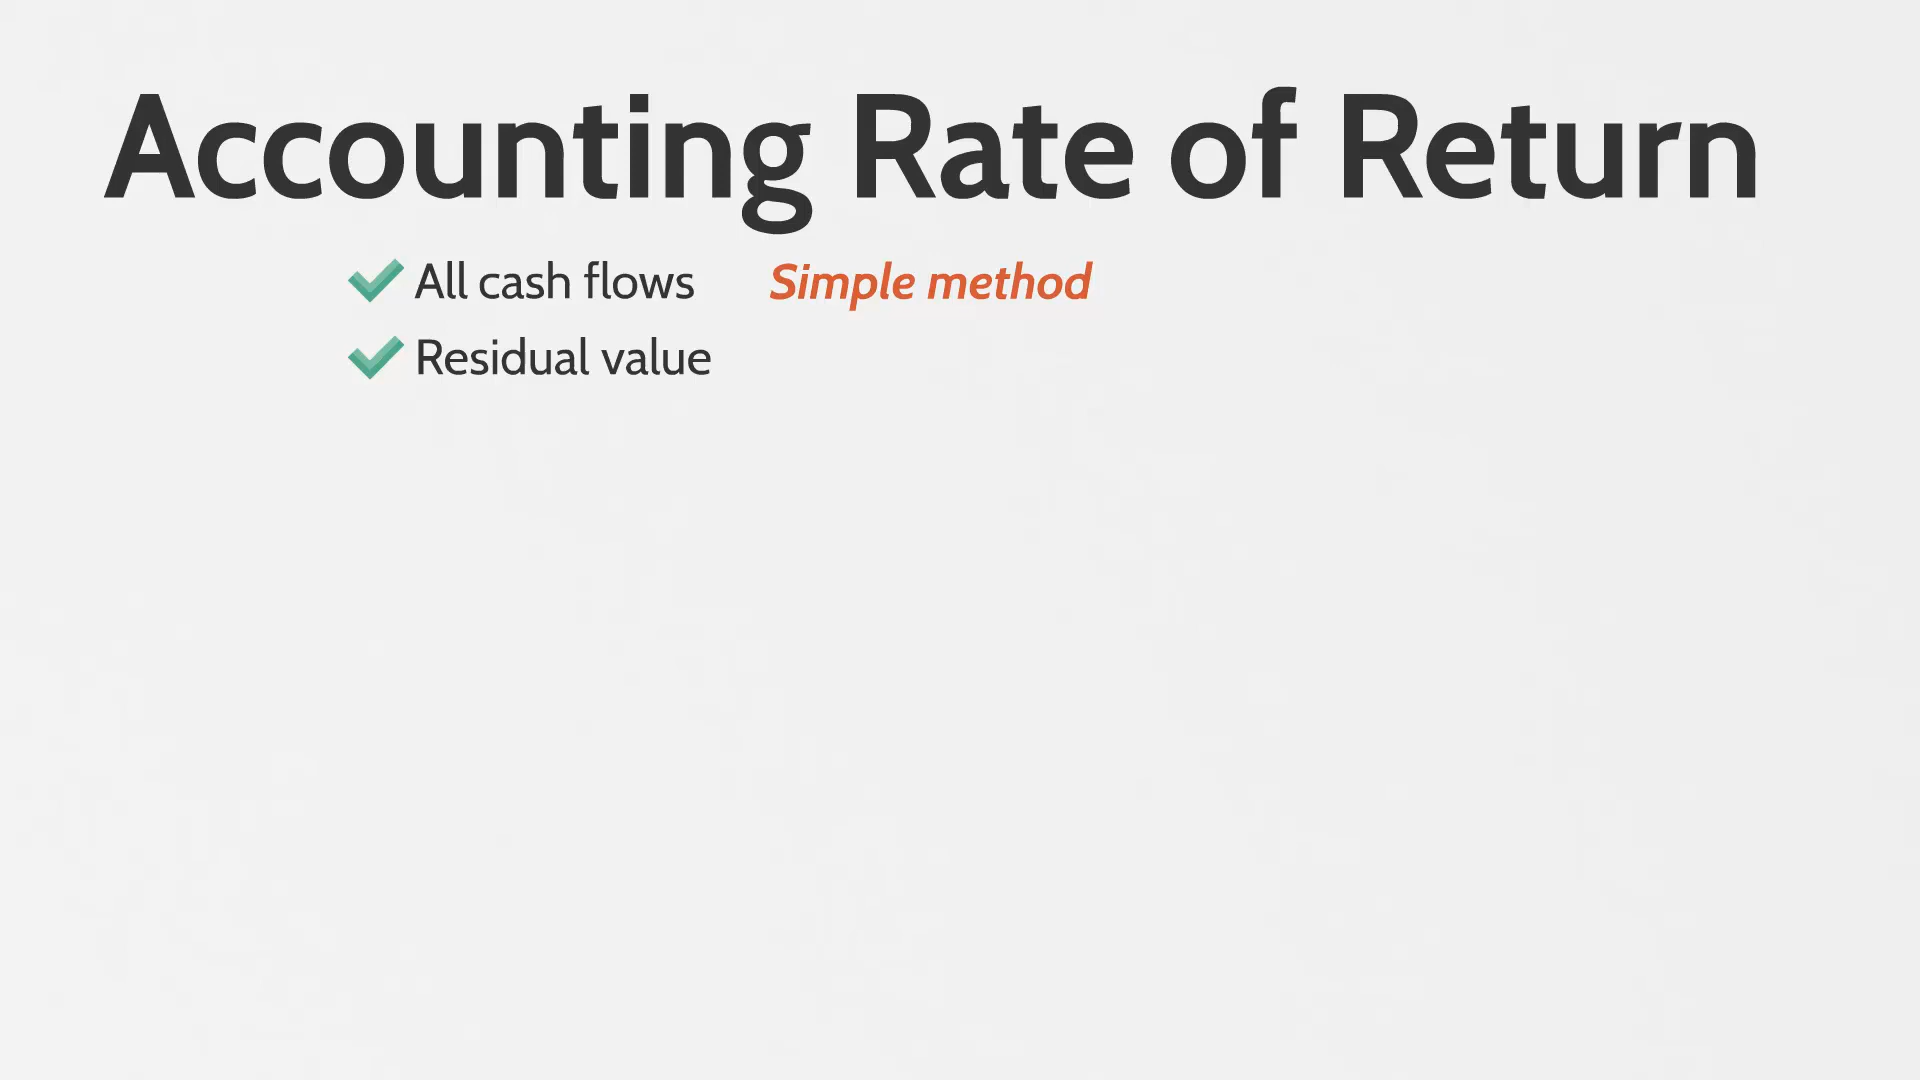 Accounting Rate of Return
All cash flows Simple method
Residual value